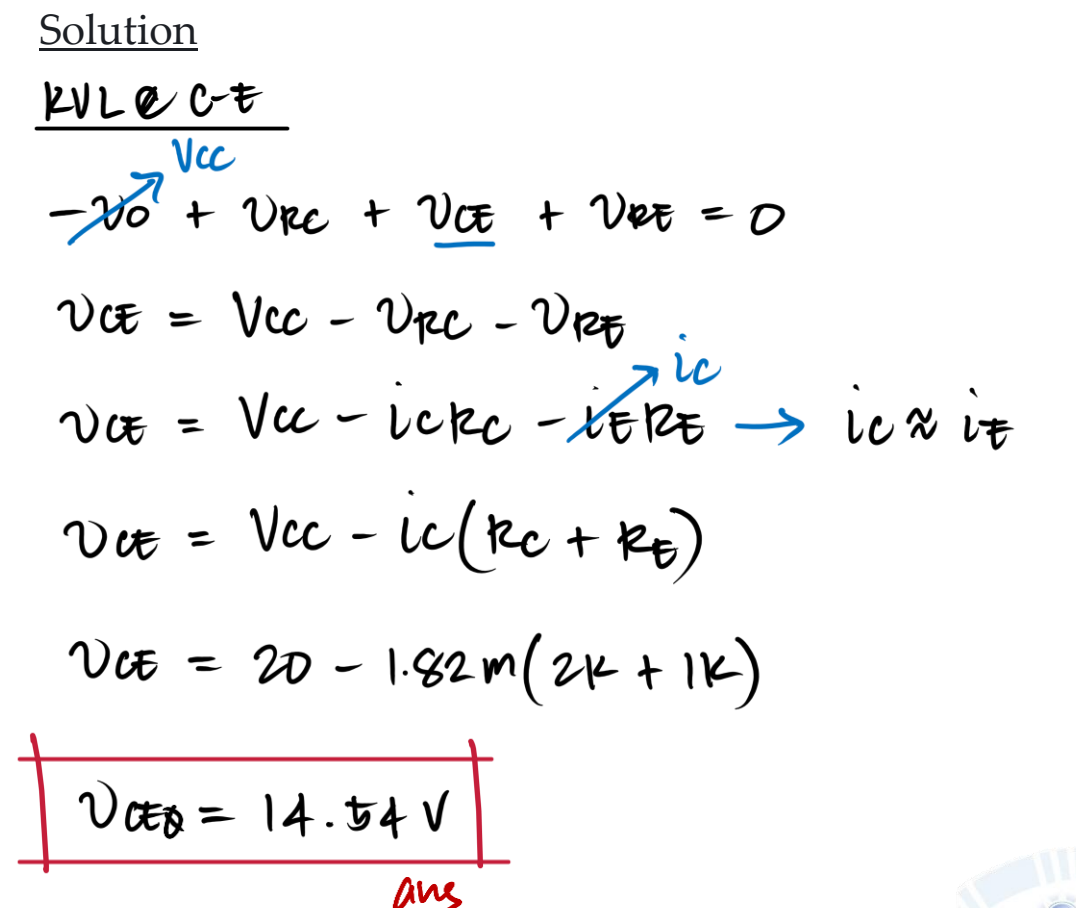 Solution
KVL @ C-E
Vcc
-Vo + VRC + VCE + VRE = 0
VCE = Vcc - VRC - VRE
ic
VCE = Vcc - icRc - iERE → ic ≈ iE
VCE = Vcc - ic(Rc + RE)
VCE = 20 - 1.82m(2K + 1K)
VCEQ = 14.54 V
ans